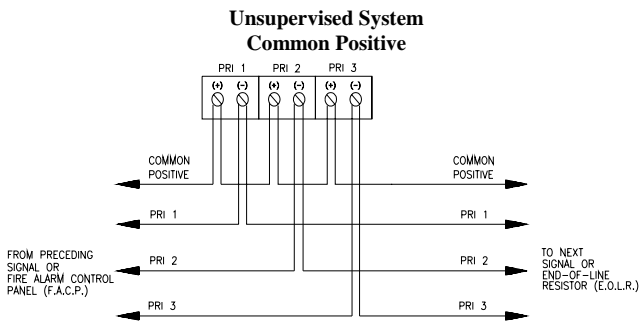 Unsupervised System
Common Positive
PRI 1 PRI 2 PRI 3
(+) (-) (+) (-) (+) (-)
COMMON
POSITIVE
COMMON
POSITIVE
PRI 1
PRI 1
FROM PRECEDING
SIGNAL OR
FIRE ALARM CONTROL
PANEL (F.A.C.P.)
PRI 2
PRI 2
TO NEXT
SIGNAL OR
END-OF-LINE
RESISTOR (E.O.L.R.)
PRI 3
PRI 3